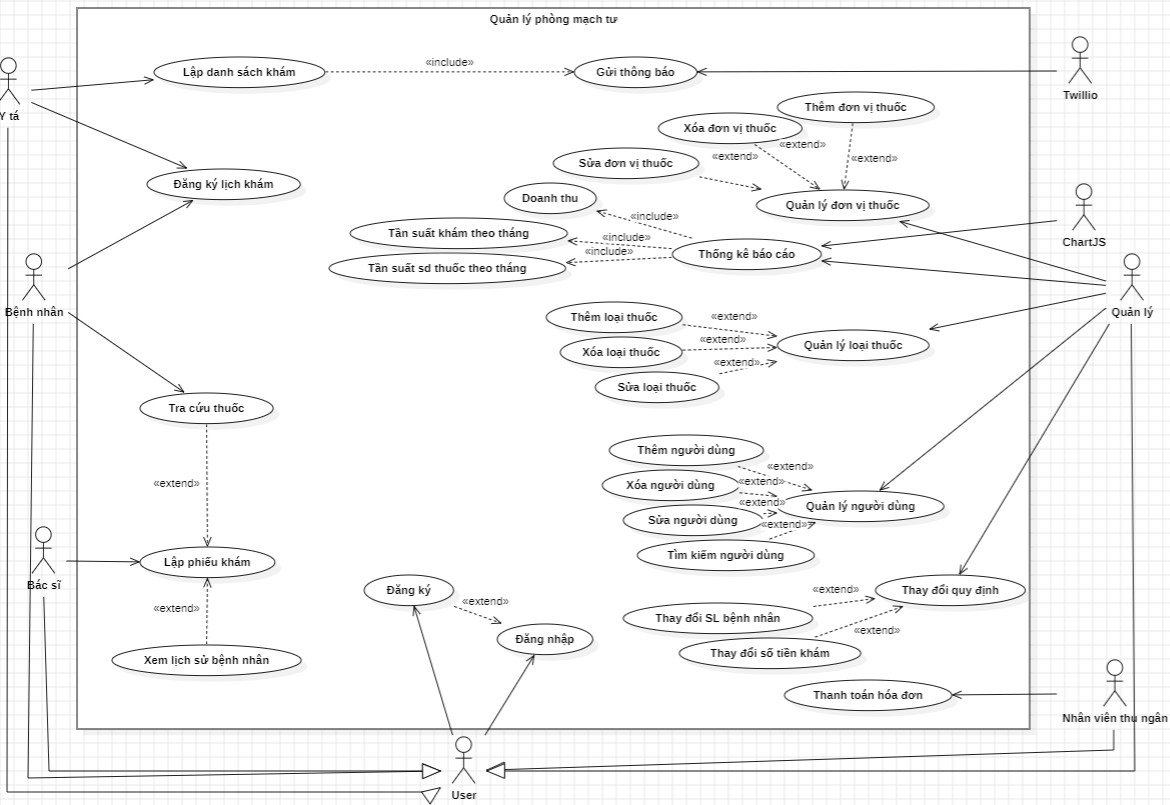 Quản lý phòng mạch tư
Lập danh sách khám
«include»
Gửi thông báo
Twillio
Y tá
Thêm đơn vị thuốc
Xóa đơn vị thuốc
«extend»
«extend»
«extend»
Sửa đơn vị thuốc
Đăng ký lịch khám
Doanh thu
Quản lý đơn vị thuốc
«include»
Tần suất khám theo tháng
«include»
«include»
ChartJS
Thống kê báo cáo
Tần suất sd thuốc theo tháng
Bệnh nhân
Quản lý
Thêm loại thuốc
«extend»
«extend»
Xóa loại thuốc
Quản lý loại thuốc
«extend»
Sửa loại thuốc
Tra cứu thuốc
Thêm người dùng
«extend»
«extend»
Xóa người dùng
«extend»
«extend»
Quản lý người dùng
Sửa người dùng
«extend»
Tìm kiếm người dùng
Lập phiếu khám
Bác sĩ
Đăng ký
«extend»
«extend»
«extend»
Thay đổi quy định
Thay đổi SL bệnh nhân
«extend»
Đăng nhập
Thay đổi số tiền khám
Xem lịch sử bệnh nhân
Thanh toán hóa đơn
Nhân viên thu ngân
User